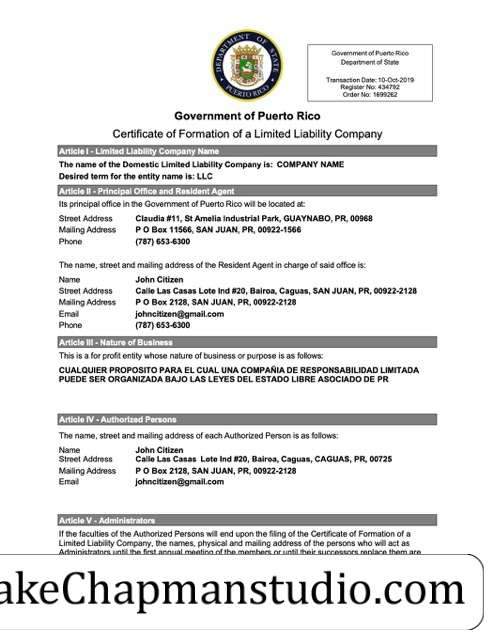 DEPARTMENT OF STATE
PUERTO RICO
Government of Puerto Rico
Department of State
Transaction Date: 10-Oct-2019
Register No: 434792
Order No: 1699262
Government of Puerto Rico
Certificate of Formation of a Limited Liability Company
Article I - Limited Liability Company Name
The name of the Domestic Limited Liability Company is: COMPANY NAME
Desired term for the entity name is: LLC
Article II - Principal Office and Resident Agent
Its principal office in the Government of Puerto Rico will be located at:
Street Address Claudia #11, St Amelia Industrial Park, GUAYNABO, PR, 00968
Mailing Address P O Box 11566, SAN JUAN, PR, 00922-1566
Phone (787) 653-6300
The name, street and mailing address of the Resident Agent in charge of said office is:
Name John Citizen
Street Address Calle Las Casas Lote Ind #20, Bairoa, Caguas, SAN JUAN, PR, 00922-2128
Mailing Address P O Box 2128, SAN JUAN, PR, 00922-2128
Email johncitizen@gmail.com
Phone (787) 653-6300
Article III - Nature of Business
This is a for profit entity whose nature of business or purpose is as follows:
CUALQUIER PROPOSITO PARA EL CUAL UNA COMPAÑIA DE RESPONSABILIDAD LIMITADA
PUEDE SER ORGANIZADA BAJO LAS LEYES DEL ESTADO LIBRE ASOCIADO DE PR
Article IV - Authorized Persons
The name, street and mailing address of each Authorized Person is as follows:
Name John Citizen
Street Address Calle Las Casas Lote Ind #20, Bairoa, Caguas, CAGUAS, PR, 00725
Mailing Address P O Box 2128, SAN JUAN, PR, 00922-2128
Email johncitizen@gmail.com
Article V - Administrators
If the faculties of the Authorized Persons will end upon the filing of the Certificate of Formation of a
Limited Liability Company, the names, physical and mailing address of the persons who will act as
Administrators until the first annual meeting of the members or until their successors replace them are
akeChapmanstudio.com